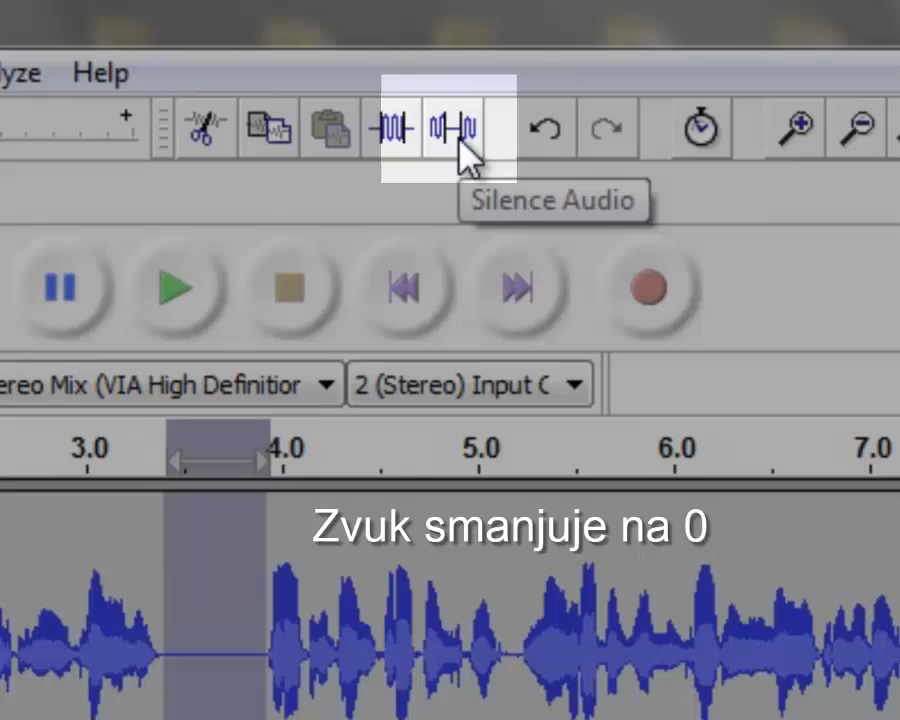 lyze Help
Silence Audio
ereo Mix (VIA High Definitior 2 (Stereo) Input C
3.0 4.0 5.0 6.0 7.0
Zvuk smanjuje na 0